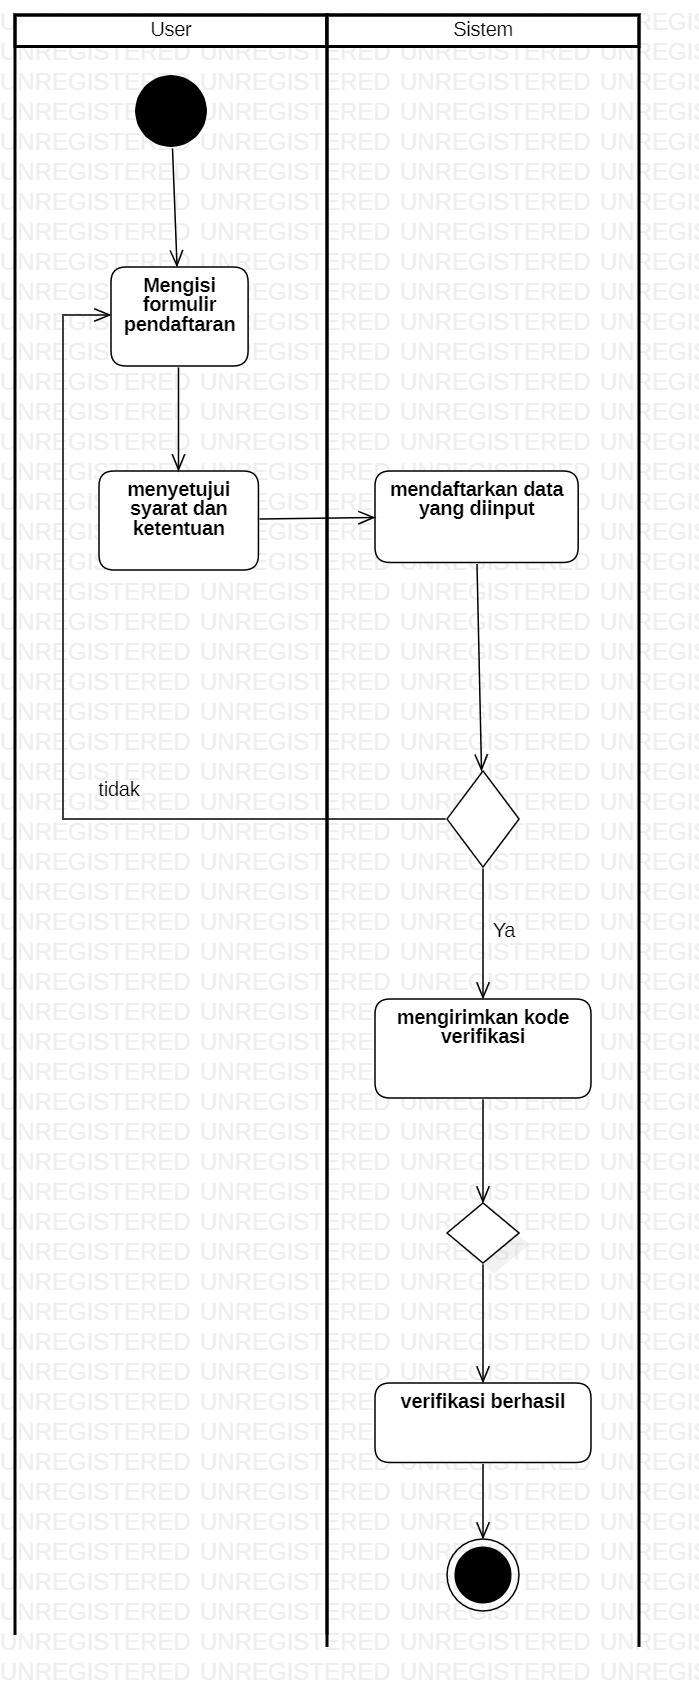 User
Sistem
Mengisi
formulir
pendaftaran
menyetujui
syarat dan
ketentuan
mendaftarkan data
yang diinput
tidak
Ya
mengirimkan kode
verifikasi
verifikasi berhasil
UNREGISTERED